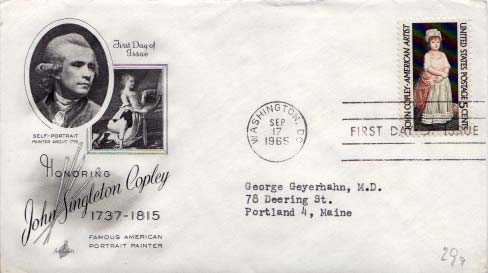 First Day of
Issue
SELF-PORTRAIT
PAINTER ABOUT 1770
HONORING
John Singleton Copley
1737-1815
FAMOUS AMERICAN
PORTRAIT PAINTER
WASHINGTON, DC
SEP
17
1965
FIRST DAY OF ISSUE
JOHN COPLEY-AMERICAN ARTIST
UNITED STATES POSTAGE 5 CENTS
George Geyerhahn, M.D.
78 Deering St.
Portland 4, Maine